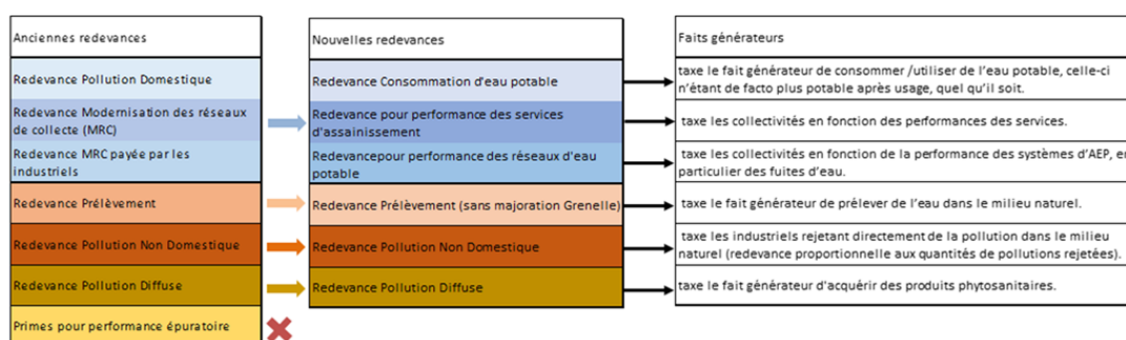 Anciennes redevances
Redevance Pollution Domestique
Redevance Modernisation des réseaux
de collecte (MRC)
Redevance MRC payée par les
industriels
Redevance Prélèvement
Redevance Pollution Non Domestique
Redevance Pollution Diffuse
Primes pour performance épuratoire
Nouvelles redevances
Redevance Consommation d'eau potable
Redevance pour performance des services
d'assainissement
Redevancepour performance des réseaux d'eau
potable
Redevance Prélèvement (sans majoration Grenelle)
Redevance Pollution Non Domestique
Redevance Pollution Diffuse
Faits générateurs
taxe le fait générateur de consommer /utiliser de l'eau potable, celle-ci
n'étant de facto plus potable après usage, quel qu'il soit.
taxe les collectivités en fonction des performances des services.
taxe les collectivités en fonction de la performance des systèmes d'AEP, en
particulier des fuites d'eau.
taxe le fait générateur de prélever de l'eau dans le milieu naturel.
taxe les industriels rejetant directement de la pollution dans le milieu
naturel (redevance proportionnelle aux quantités de pollutions rejetées).
taxe le fait générateur d'acquérir des produits phytosanitaires.